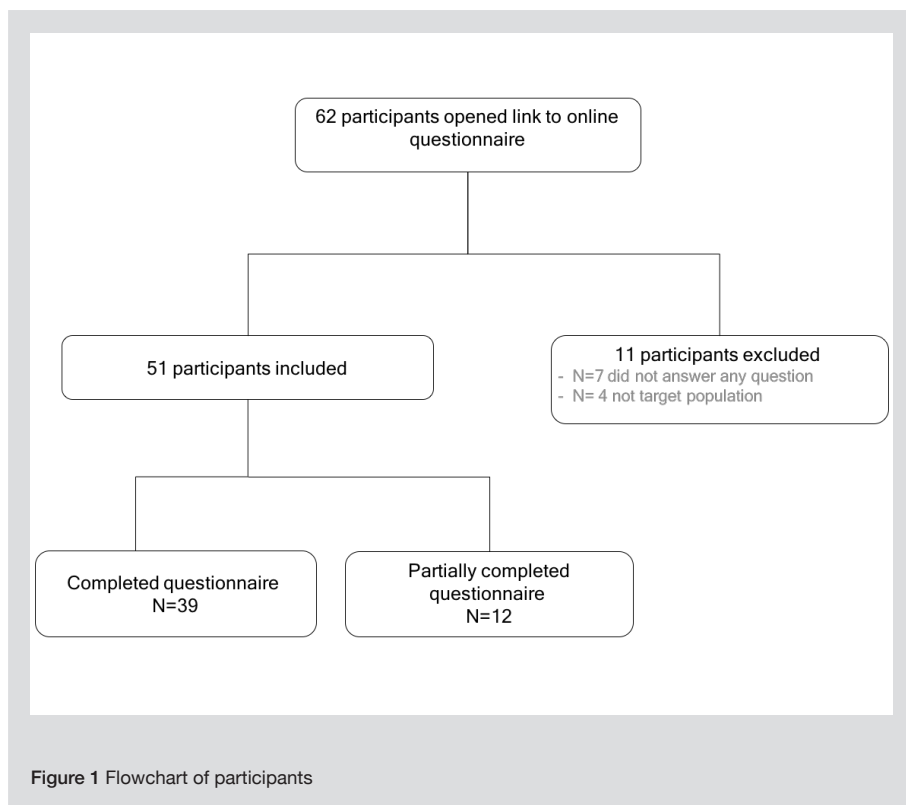 62 participants opened link to online
questionnaire
51 participants included
11 participants excluded
- N=7 did not answer any question
- N= 4 not target population
Completed questionnaire
N=39
Partially completed
questionnaire
N=12
Figure 1 Flowchart of participants